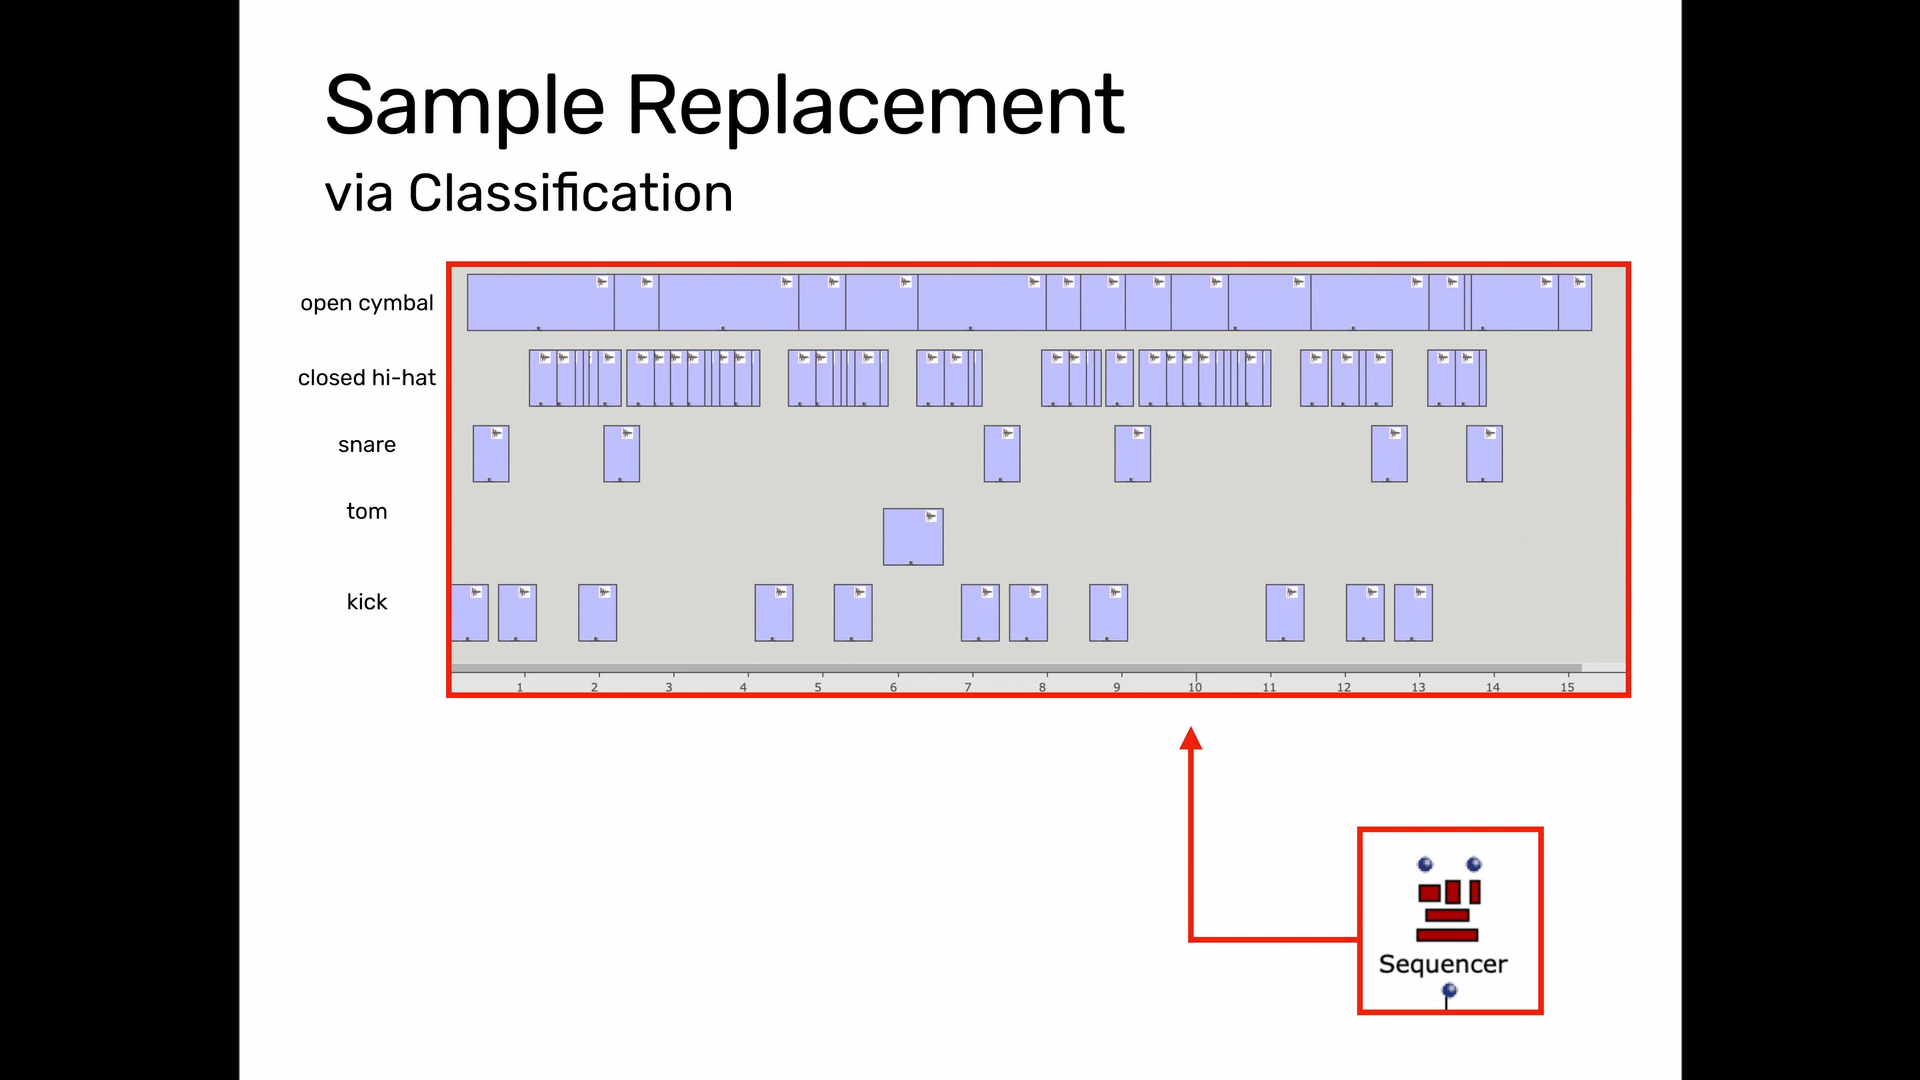 Sample Replacement
via Classification
open cymbal
closed hi-hat
snare
tom
kick
1 2 3 4 5 6 7 8 9 10 11 12 13 14 15
Sequencer